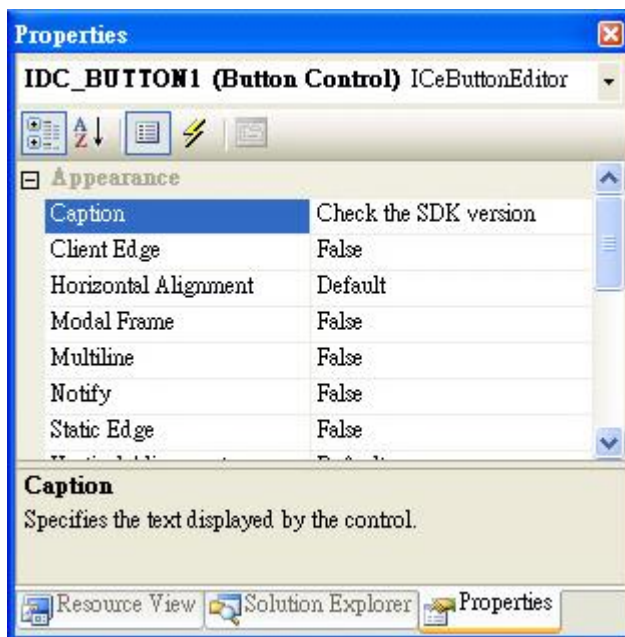 Properties
IDC_BUTTON1 (Button Control) ICeButtonEditor
Appearance
Caption Check the SDK version
Client Edge False
Horizontal Alignment Default
Modal Frame False
Multiline False
Notify False
Static Edge False
Caption
Specifies the text displayed by the control.
Resource View Solution Explorer Properties